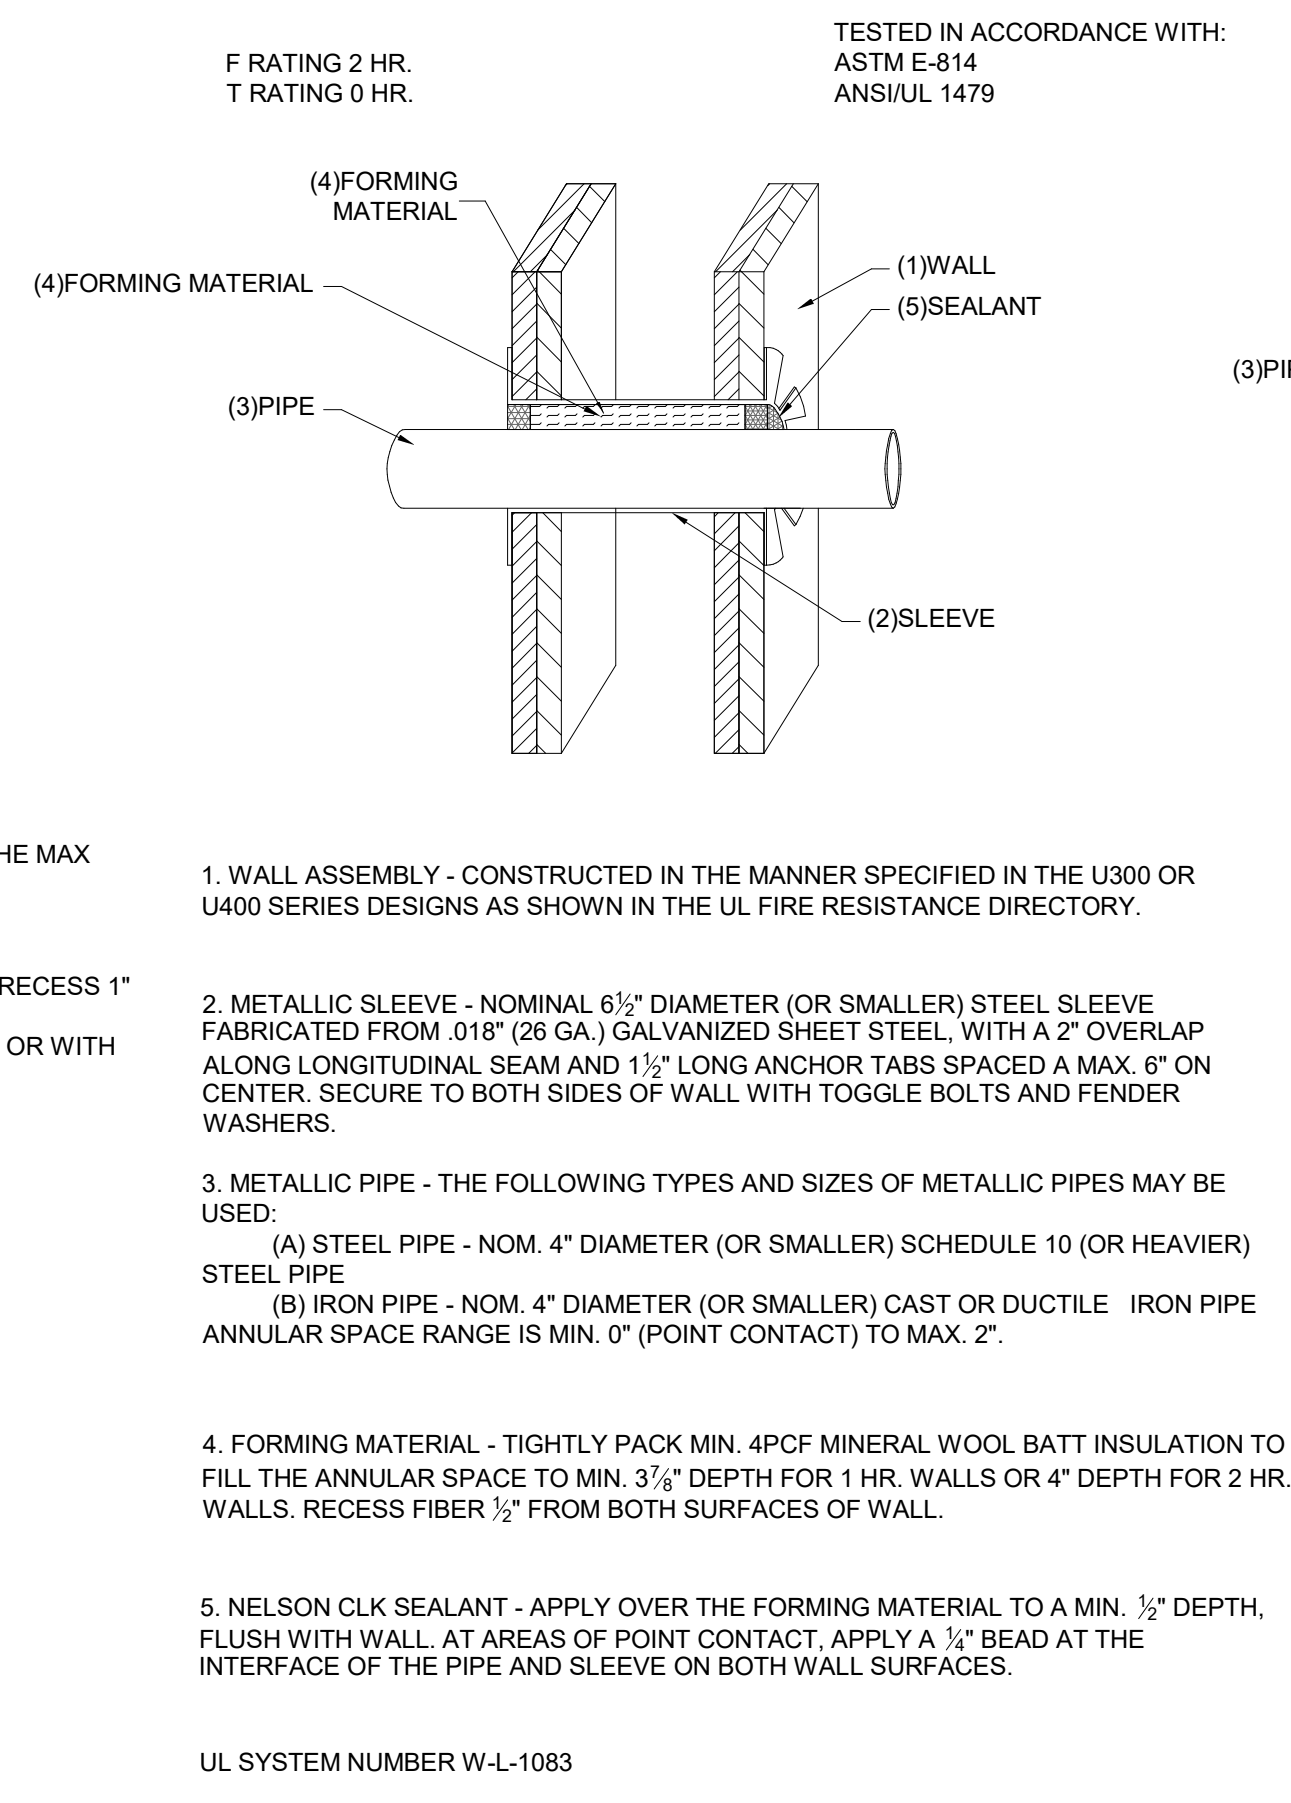 TESTED IN ACCORDANCE WITH:
F RATING 2 HR.
ASTM E-814
T RATING 0 HR.
ANSI/UL 1479
(4)FORMING
MATERIAL
(1)WALL
(4)FORMING MATERIAL
(5)SEALANT
(3)PIPE
(2)SLEEVE
MAX
1. WALL ASSEMBLY - CONSTRUCTED IN THE MANNER SPECIFIED IN THE U300 OR
U400 SERIES DESIGNS AS SHOWN IN THE UL FIRE RESISTANCE DIRECTORY.
RECESS 1"
OR WITH
2. METALLIC SLEEVE - NOMINAL 6½" DIAMETER (OR SMALLER) STEEL SLEEVE
FABRICATED FROM .018" (26 GA.) GALVANIZED SHEET STEEL, WITH A 2" OVERLAP
ALONG LONGITUDINAL SEAM AND 1½" LONG ANCHOR TABS SPACED A MAX. 6" ON
CENTER. SECURE TO BOTH SIDES OF WALL WITH TOGGLE BOLTS AND FENDER
WASHERS.
3. METALLIC PIPE - THE FOLLOWING TYPES AND SIZES OF METALLIC PIPES MAY BE
USED:
(A) STEEL PIPE - NOM. 4" DIAMETER (OR SMALLER) SCHEDULE 10 (OR HEAVIER)
STEEL PIPE
(B) IRON PIPE - NOM. 4" DIAMETER (OR SMALLER) CAST OR DUCTILE IRON PIPE
ANNULAR SPACE RANGE IS MIN. 0" (POINT CONTACT) TO MAX. 2".
4. FORMING MATERIAL - TIGHTLY PACK MIN. 4PCF MINERAL WOOL BATT INSULATION TO
FILL THE ANNULAR SPACE TO MIN. 3⅞" DEPTH FOR 1 HR. WALLS OR 4" DEPTH FOR 2 HR.
WALLS. RECESS FIBER ½" FROM BOTH SURFACES OF WALL.
5. NELSON CLK SEALANT - APPLY OVER THE FORMING MATERIAL TO A MIN. ½" DEPTH,
FLUSH WITH WALL. AT AREAS OF POINT CONTACT, APPLY A ¼" BEAD AT THE
INTERFACE OF THE PIPE AND SLEEVE ON BOTH WALL SURFACES.
UL SYSTEM NUMBER W-L-1083